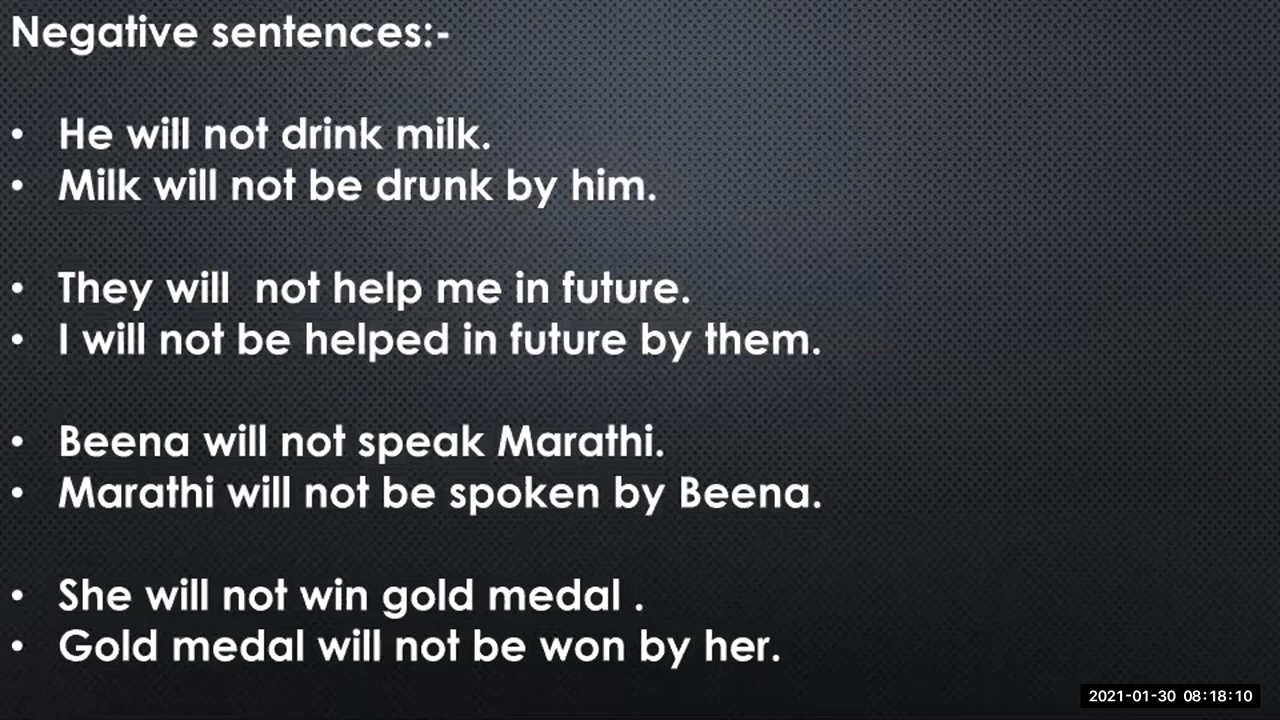 Negative sentences:-
• He will not drink milk.
• Milk will not be drunk by him.
• They will  not help me in future.
• I will not be helped in future by them.
• Beena will not speak Marathi.
• Marathi will not be spoken by Beena.
• She will not win gold medal .
• Gold medal will not be won by her.
2021-01-30 08:18:10